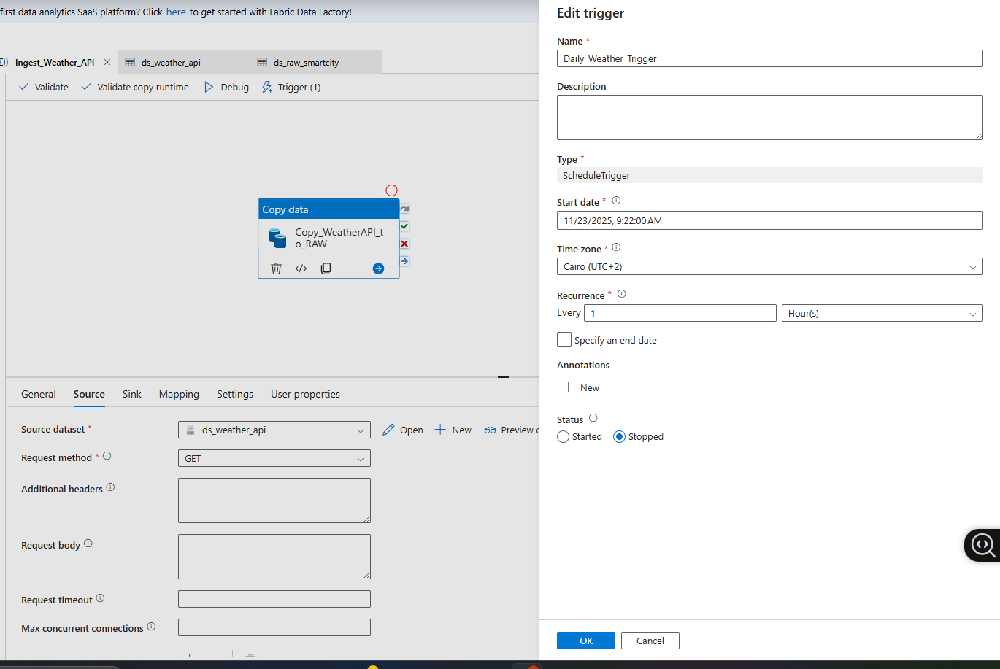 first data analytics SaaS platform? Click here to get started with Fabric Data Factory!
Ingest_Weather_API
ds_weather_api
ds_raw_smartcity
Validate
Validate copy runtime
Debug
Trigger (1)
Copy data
Copy_WeatherAPI_t
o_RAW
General
Source
Sink
Mapping
Settings
User properties
Source dataset *
ds_weather_api
Open
New
Preview
Request method *
GET
Additional headers
Request body
Request timeout
Max concurrent connections
Edit trigger
Name *
Daily_Weather_Trigger
Description
Type *
ScheduleTrigger
Start date *
11/23/2025, 9:22:00 AM
Time zone *
Cairo (UTC+2)
Recurrence *
Every 1 Hour(s)
Specify an end date
Annotations
New
Status
Started
Stopped
OK
Cancel